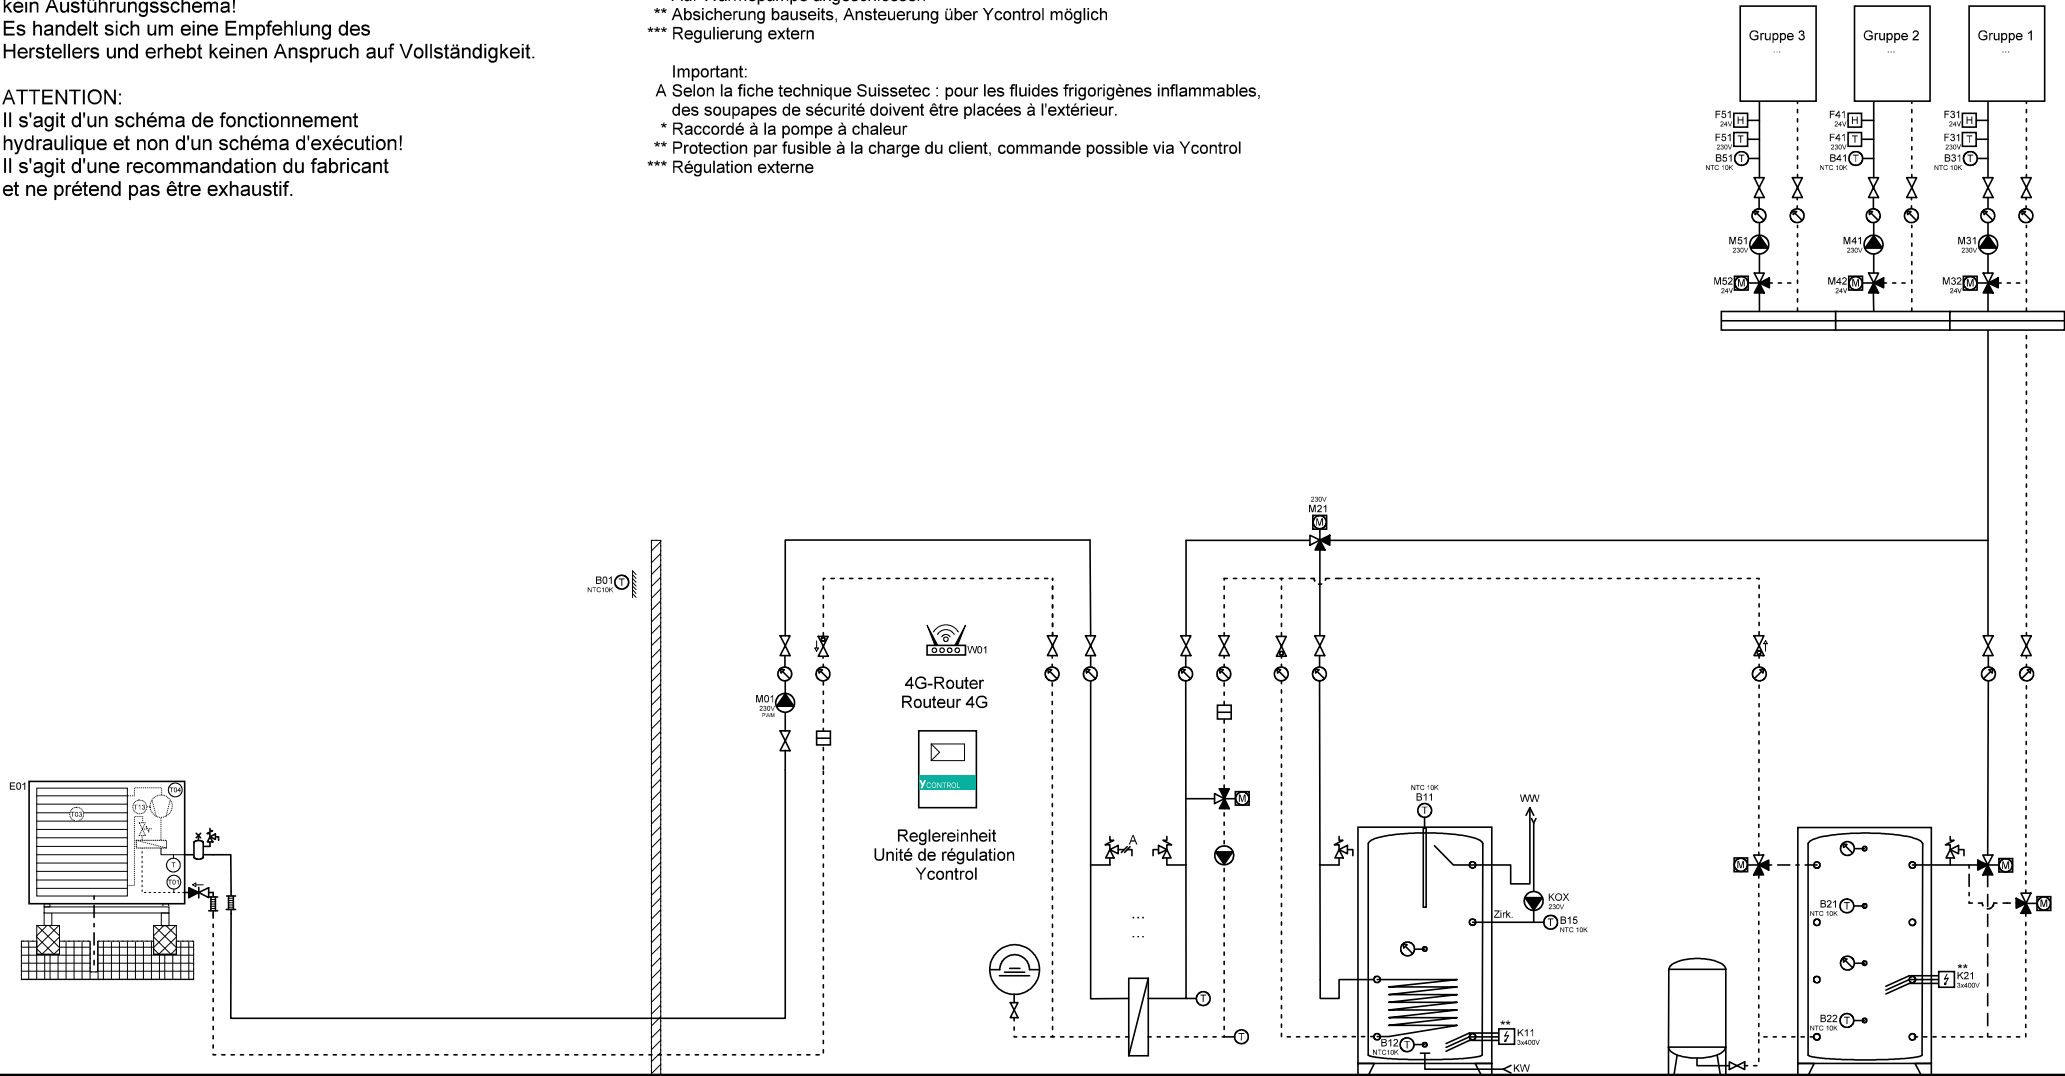 kein Ausführungsschema!
Es handelt sich um eine Empfehlung des
Herstellers und erhebt keinen Anspruch auf Vollständigkeit.
ATTENTION:
Il s'agit d'un schéma de fonctionnement
hydraulique et non d'un schéma d'exécution!
Il s'agit d'une recommandation du fabricant
et ne prétend pas être exhaustif.
** Absicherung bauseits, Ansteuerung über Ycontrol möglich
*** Regulierung extern
Important:
A Selon la fiche technique Suissetec : pour les fluides frigorigènes inflammables,
des soupapes de sécurité doivent être placées à l'extérieur.
* Raccordé à la pompe à chaleur
** Protection par fusible à la charge du client, commande possible via Ycontrol
*** Régulation externe
Gruppe 3
...
Gruppe 2
...
Gruppe 1
...
F51
24V
H
F51
230V
T
B51
NTC 10K
T
M51
230V
M52
24V
M
F41
24V
H
F41
230V
T
B41
NTC 10K
T
M41
230V
M42
24V
M
F31
24V
H
F31
230V
T
B31
NTC 10K
T
M31
230V
M32
24V
M
230V
M21
M
B01
NTC10K
T
W01
4G-Router
Routeur 4G
M01
230V
PWM
YCONTROL
Reglereinheit
Unité de régulation
Ycontrol
E01
T03
T13
T04
T
T01
A
...
...
M
T
T
NTC 10K
B11
T
WW
KOX
230V
Zirk.
T
B15
NTC 10K
**
K11
3x400V
B12
NTC10K
T
KW
M
M
M
B21
NTC 10K
T
**
K21
3x400V
B22
NTC 10K
T